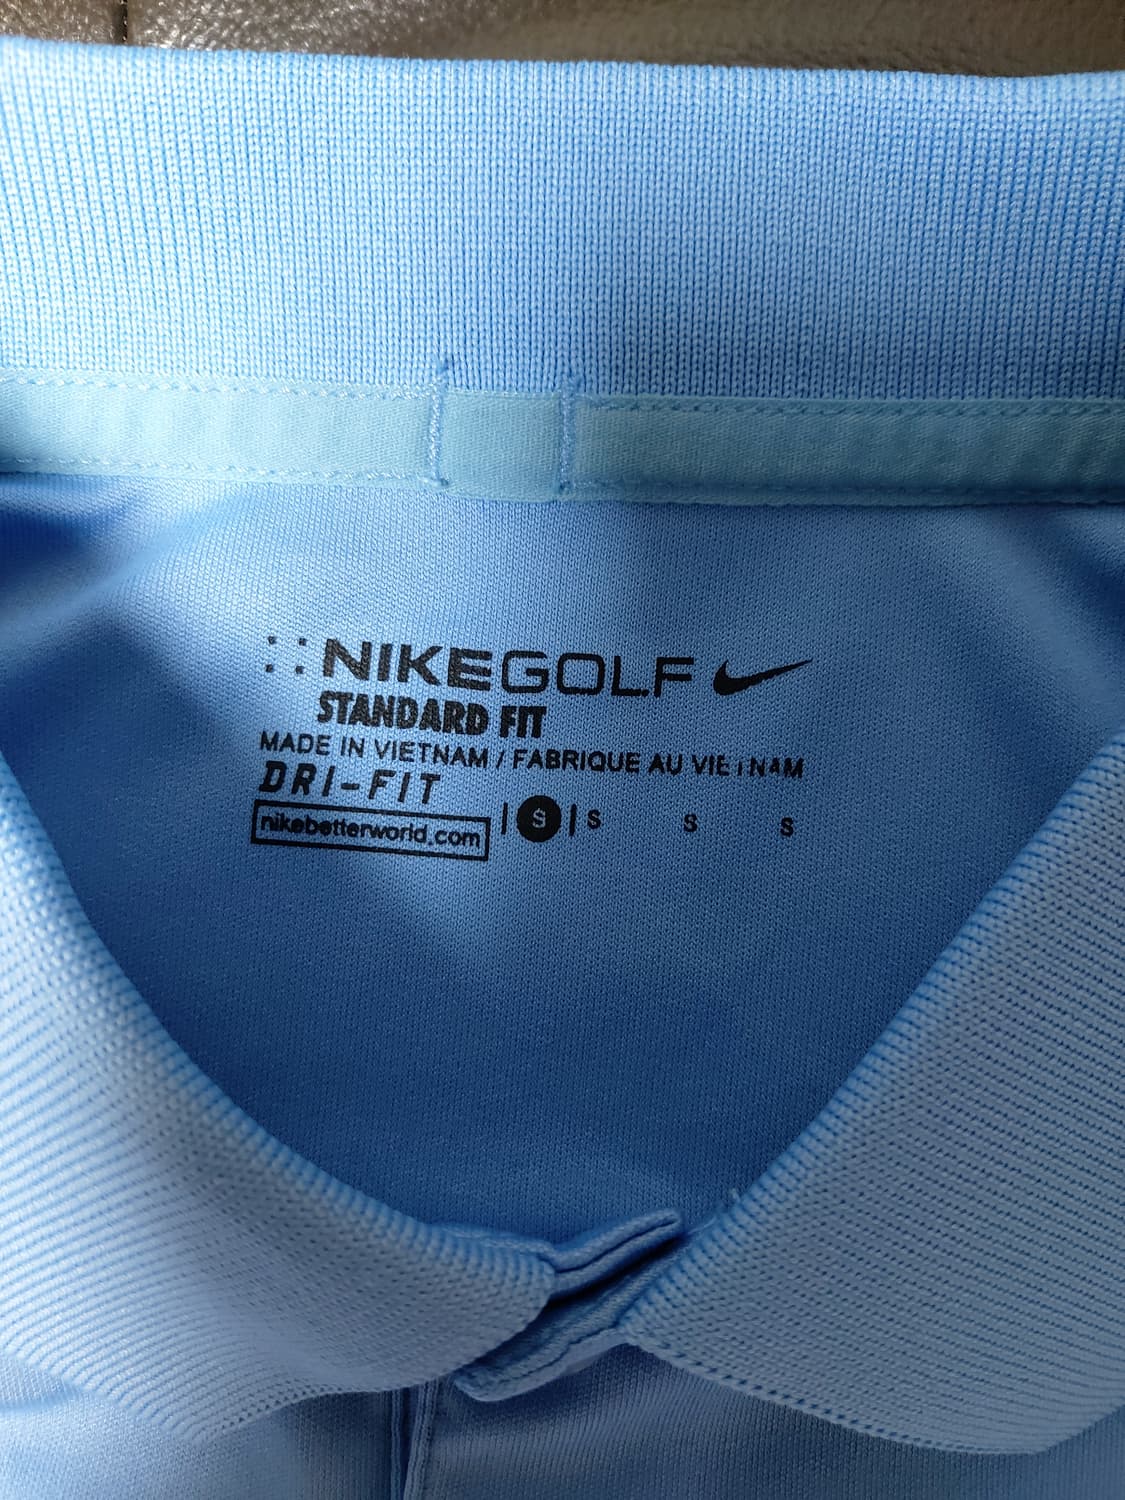 NIKEGOLF
STANDARD FIT
MADE IN VIETNAM / FABRIQUE AU VIETNAM
DRI-FIT
nikebetterworld.com | S | S S S